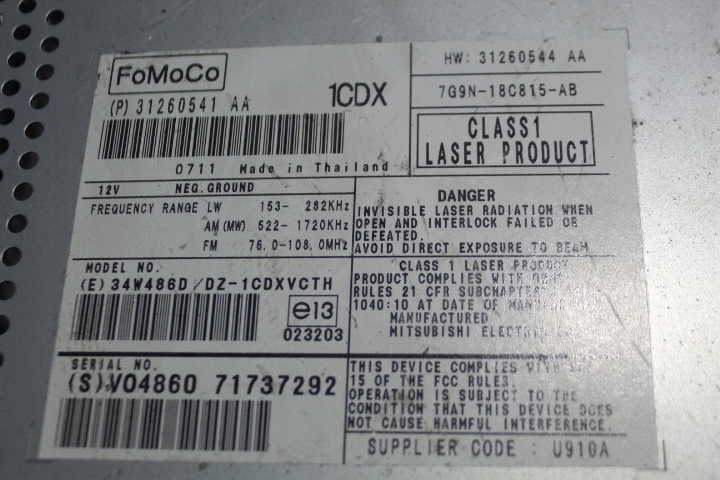 FoMoCo
(P) 31260541 AA
1CDX
0711 Made in Thailand
HW: 31260544 AA
7G9N-18C815-AB
CLASS1
LASER PRODUCT
12V NEG.GROUND
FREQUENCY RANGE LW 153- 282KHz
AM (MW) 522- 1720KHz
FM 76.0-108.0MHz
DANGER
INVISIBLE LASER RADIATION WHEN
OPEN AND INTERLOCK FAILED OR
DEFEATED.
AVOID DIRECT EXPOSURE TO BEAM
MODEL NO.
(E) 34W486D/DZ-1CDXVCTH
e13
023203
CLASS 1 LASER PRODUCT
PRODUCT COMPLIES WITH
RULES 21 CFR SUBCHAPTER
1040:10 AT DATE OF
MANUFACTURED
MITSUBISHI
SERIAL NO.
(S)V04860 71737292
THIS DEVICE COMPLIES WITH
15 OF THE FCC RULES.
OPERATION IS SUBJECT TO THE
CONDITION THAT THIS DEVICE DOES
NOT CAUSE HARMFUL INTERFERENCE.
SUPPLIER CODE : U910A